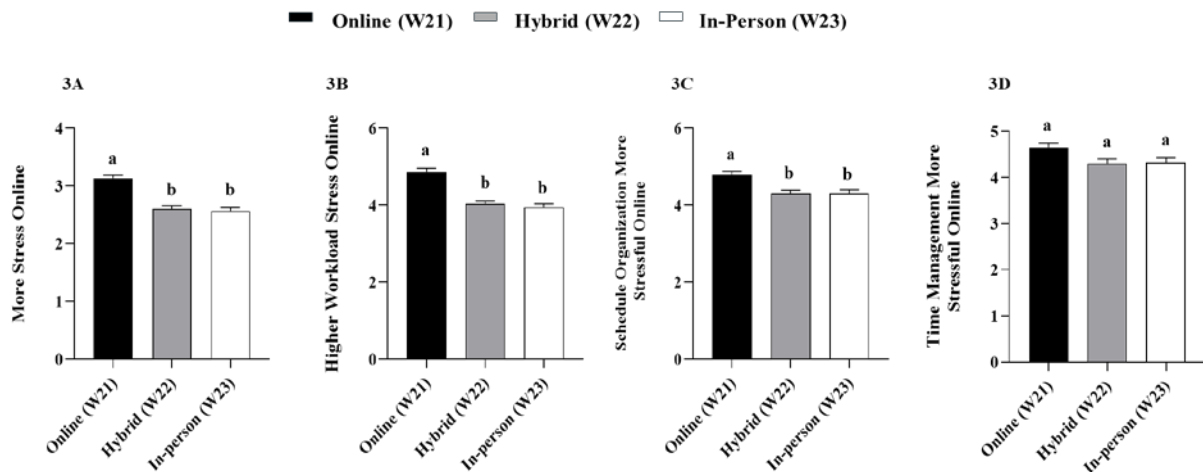 Online (W21) Hybrid (W22) In-Person (W23)
3A
More Stress Online
4
3
2
1
0
a
b
b
Online (W21)
Hybrid (W22)
In-person (W23)
3B
Higher Workload Stress Online
6
4
2
0
a
b
b
Online (W21)
Hybrid (W22)
In-person (W23)
3C
Schedule Organization More
Stressful Online
6
4
2
0
a
b
b
Online (W21)
Hybrid (W22)
In-person (W23)
3D
Time Management More
Stressful Online
5
4
3
2
1
0
a
a
a
Online (W21)
Hybrid (W22)
In-person (W23)